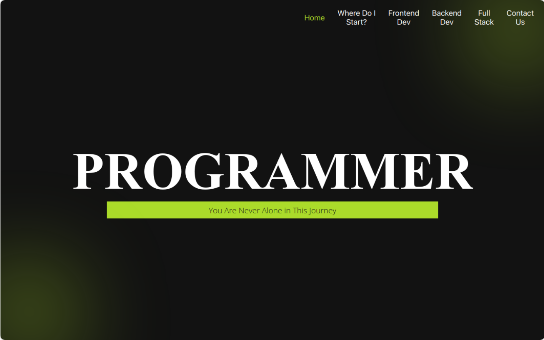 Home
Where Do I
Start?
Frontend
Dev
Backend
Dev
Full
Stack
Contact
Us
PROGRAMMER
You Are Never Alone in This Journey